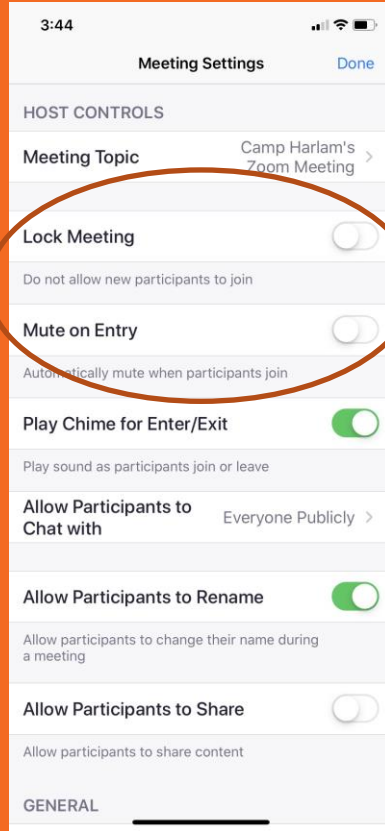 3:44
Meeting Settings Done
HOST CONTROLS
Meeting Topic Camp Harlam's
Zoom Meeting
Lock Meeting
Do not allow new participants to join
Mute on Entry
Automatically mute when participants join
Play Chime for Enter/Exit
Play sound as participants join or leave
Allow Participants to
Chat with Everyone Publicly
Allow Participants to Rename
Allow participants to change their name during
a meeting
Allow Participants to Share
Allow participants to share content
GENERAL